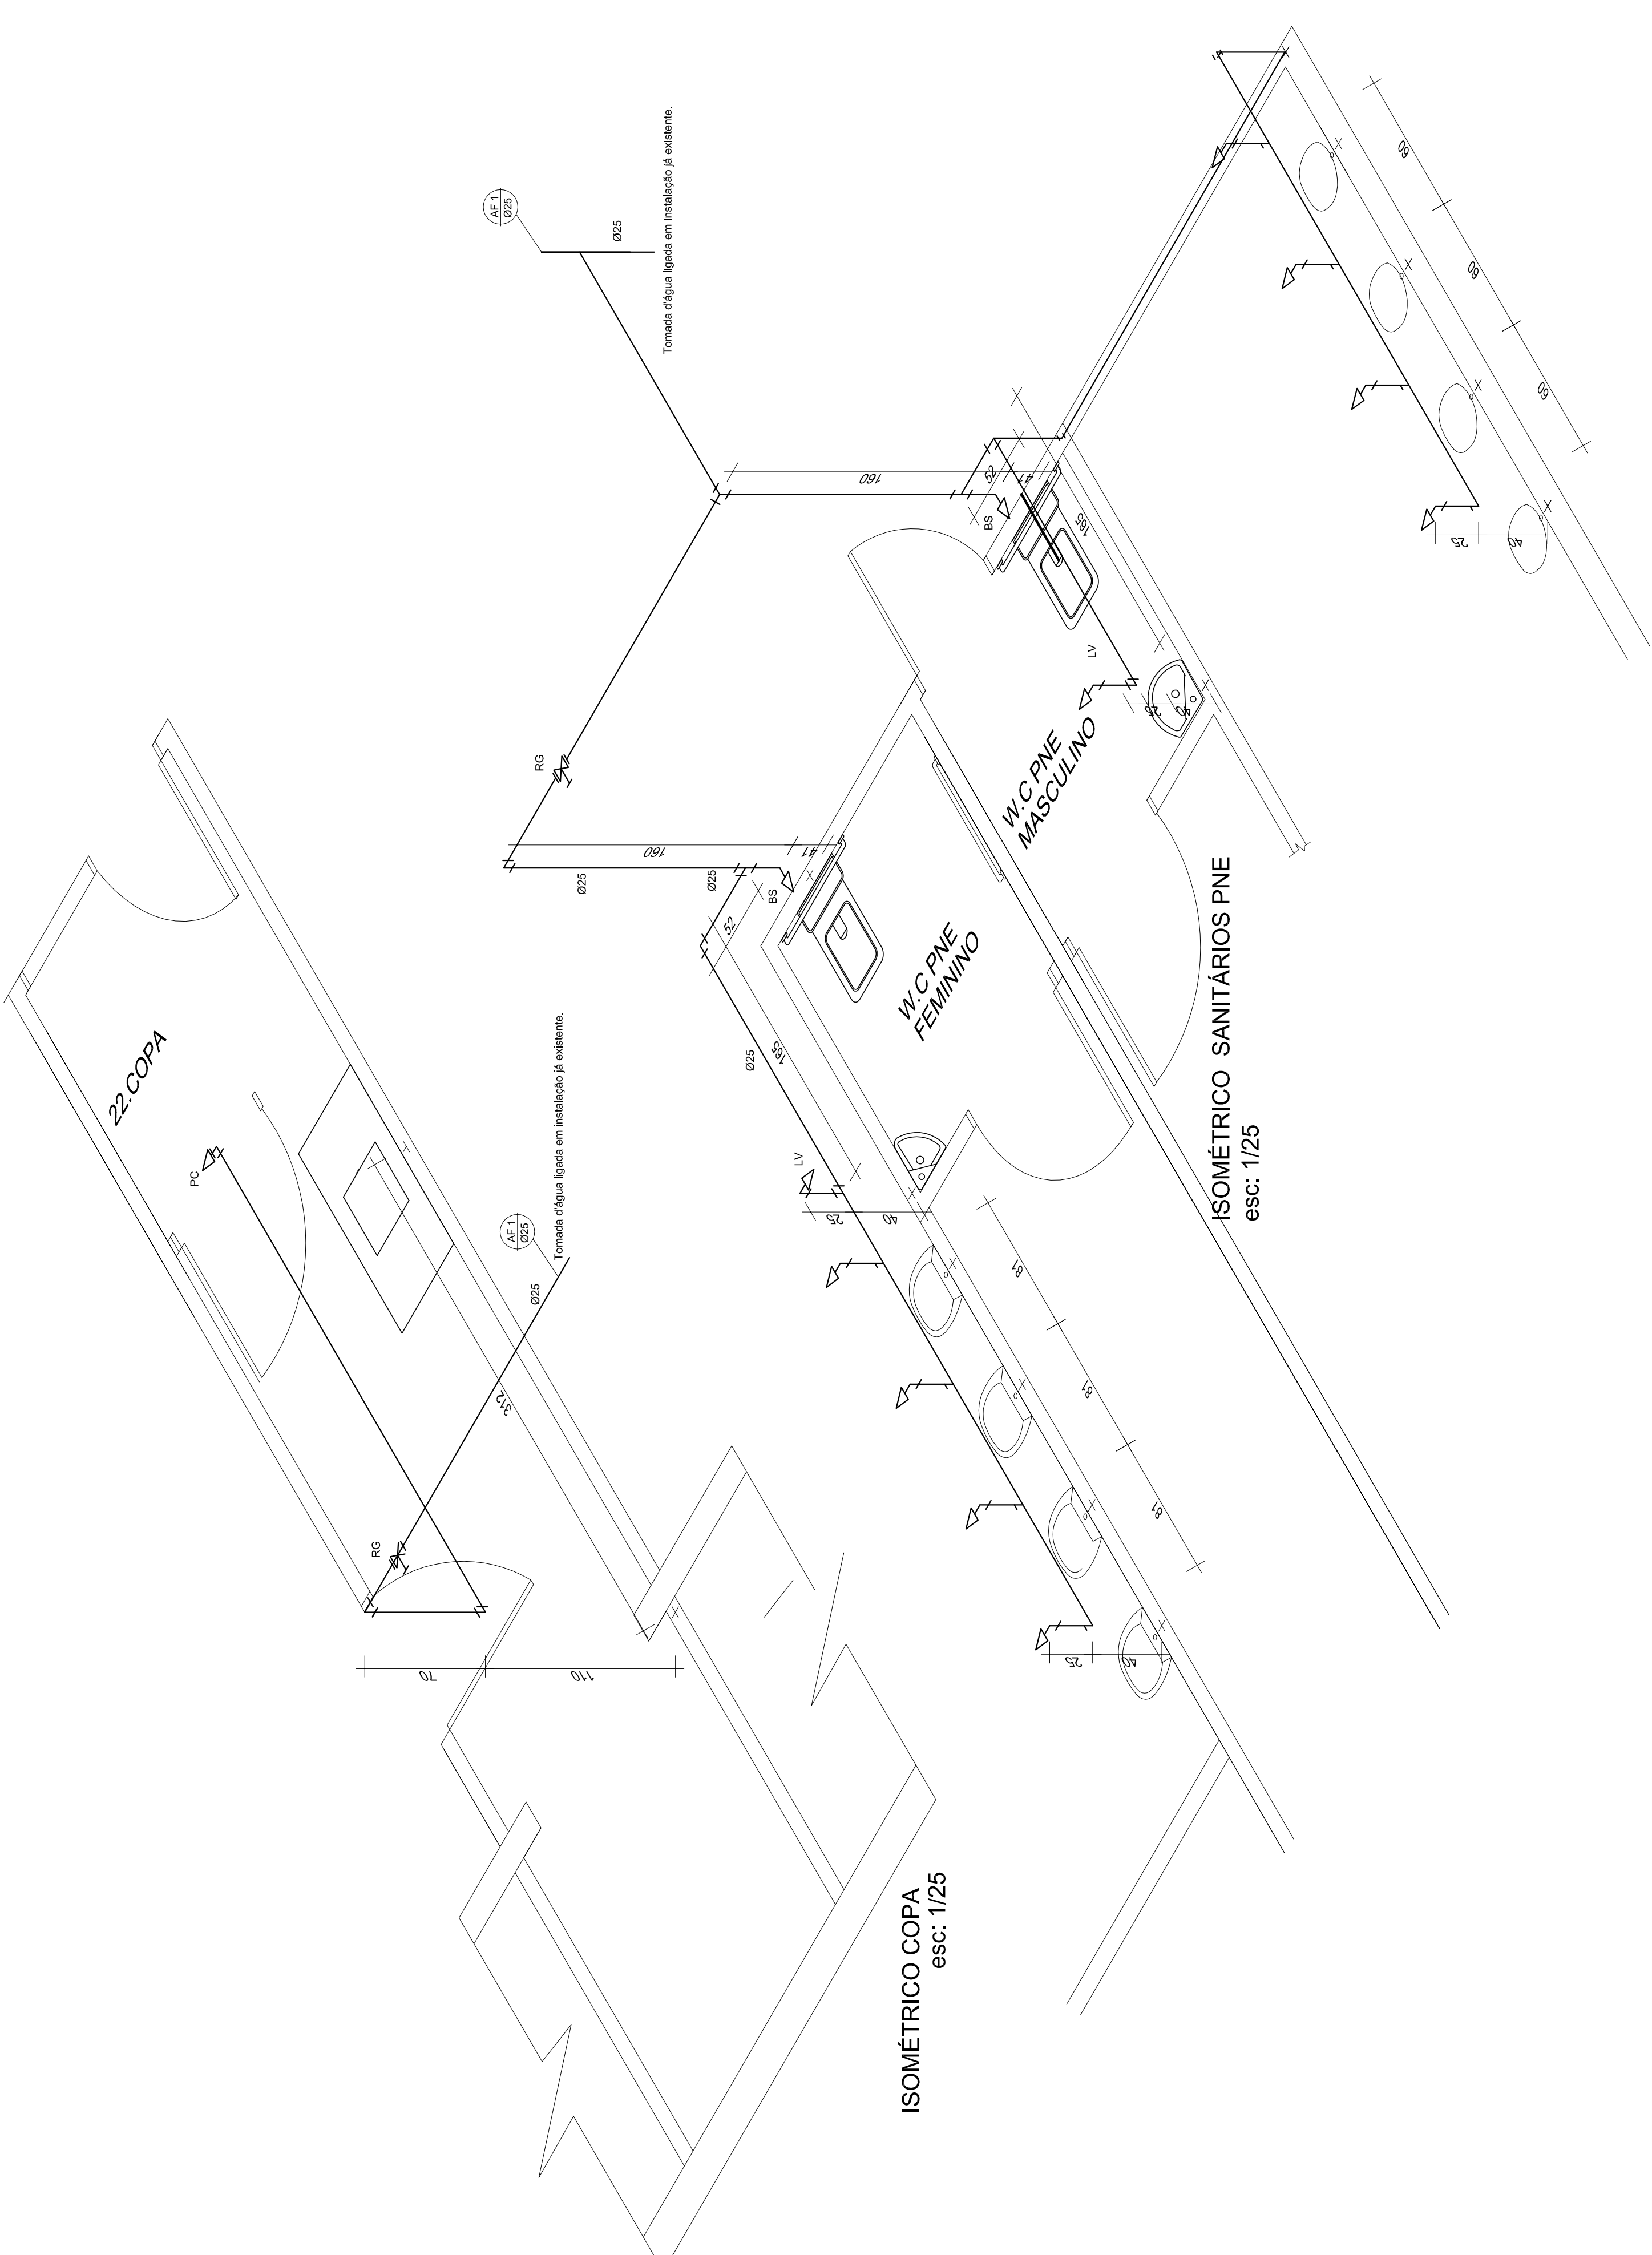 22.COPA
PC
RG
70
110
312
Ø25
AF 1
Ø25
Tomada d'água ligada em instalação já existente.
ISOMÉTRICO COPA
esc: 1/25
AF 1
Ø25
Ø25
Tomada d'água ligada em instalação já existente.
RG
160
41
Ø25
Ø25
BS
52
165
Ø25
LV
25
40
W.C PNE
FEMININO
81
81
81
25
40
160
52
41
BS
165
LV
25
40
W.C PNE
MASCULINO
60
60
60
25
40
ISOMÉTRICO SANITÁRIOS PNE
esc: 1/25